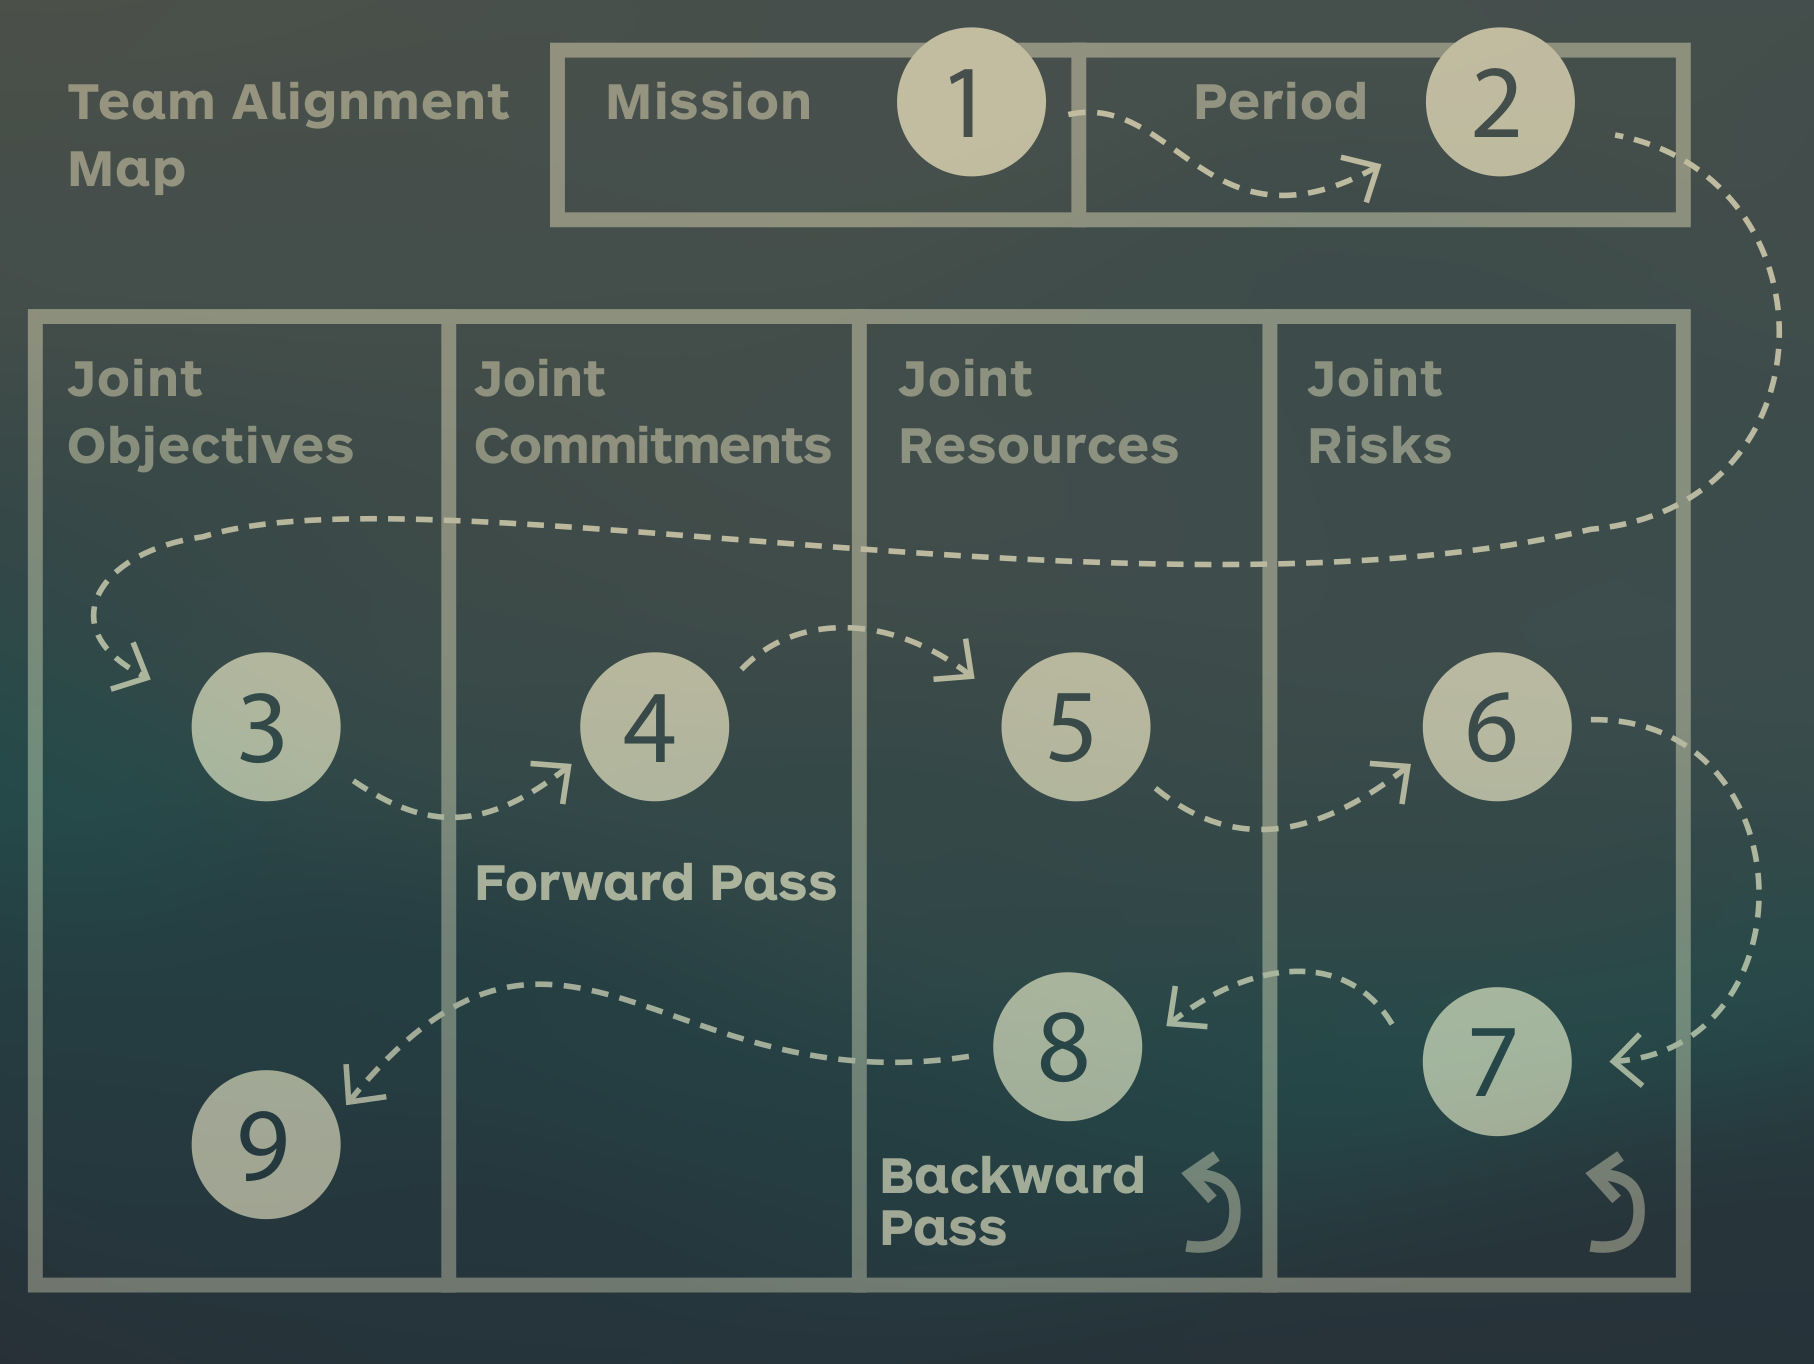 Team Alignment
Map
Mission
1
Period
2
Joint
Objectives
Joint
Commitments
Joint
Resources
Joint
Risks
3
4
5
6
Forward Pass
9
8
7
Backward
Pass